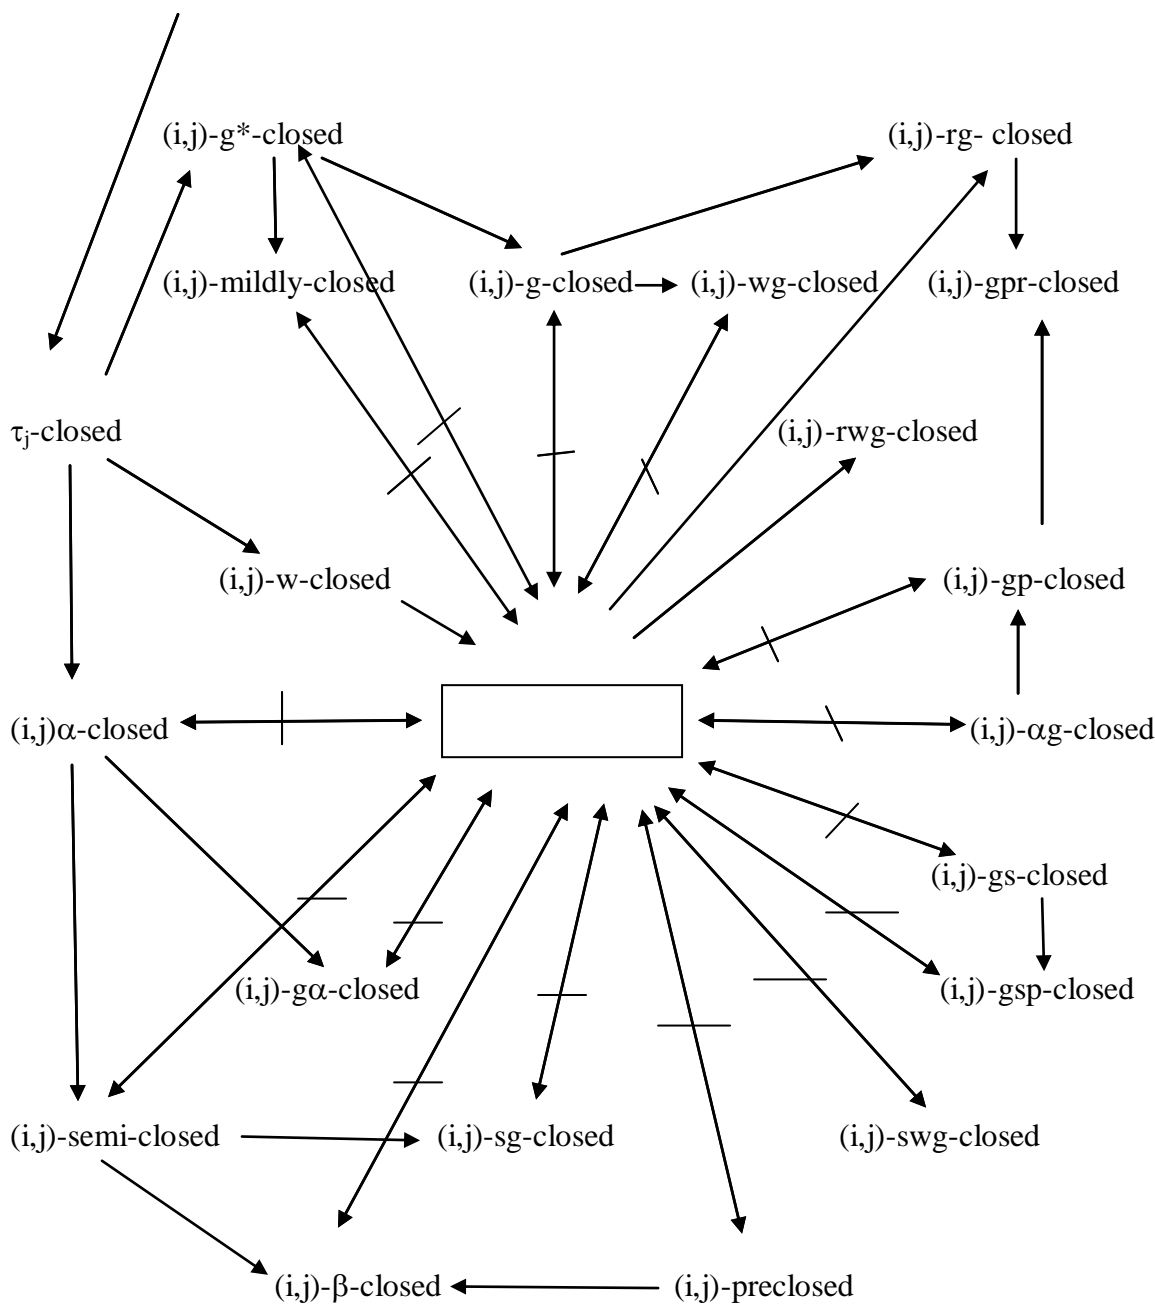 (i,j)-g*-closed (i,j)-rg- closed
(i,j)-mildly-closed (i,j)-g-closed (i,j)-wg-closed (i,j)-gpr-closed
τj-closed (i,j)-rwg-closed
(i,j)-w-closed (i,j)-gp-closed
(i,j)α-closed (i,j)-αg-closed
(i,j)-gs-closed
(i,j)-gα-closed (i,j)-gsp-closed
(i,j)-semi-closed (i,j)-sg-closed (i,j)-swg-closed
(i,j)-β-closed (i,j)-preclosed